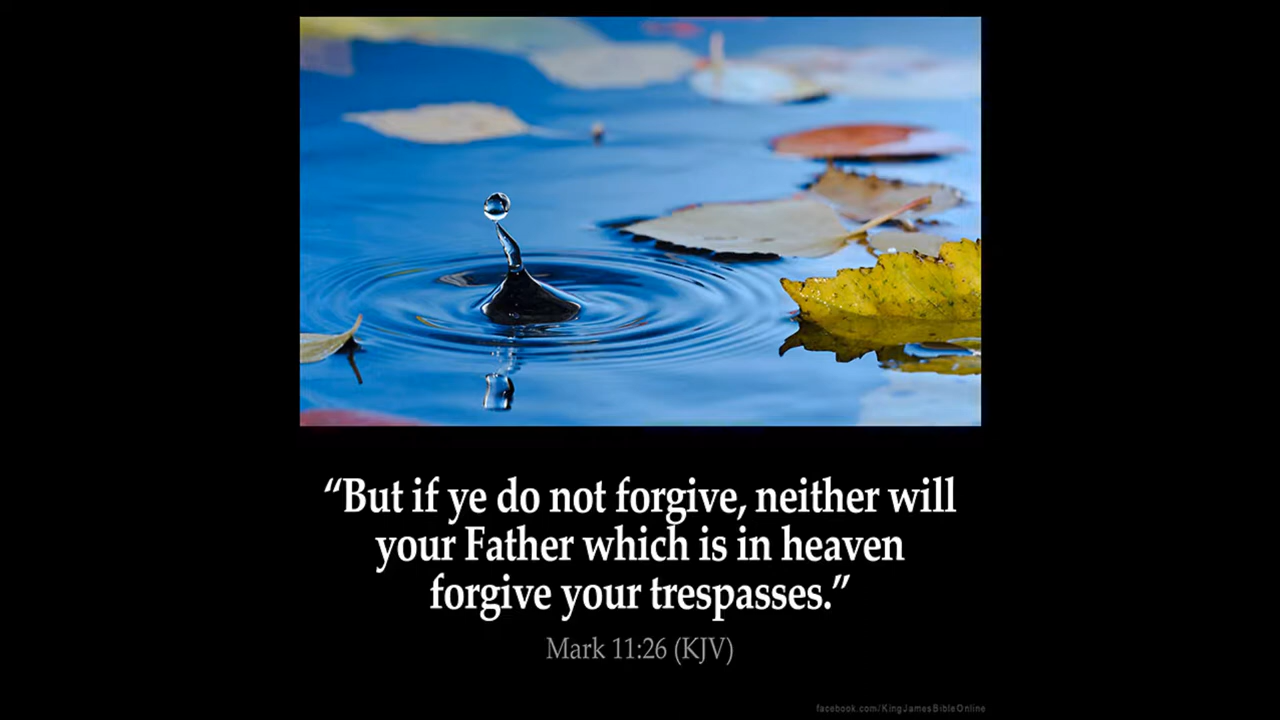 “But if ye do not forgive, neither will
your Father which is in heaven
forgive your trespasses.”
Mark 11:26 (KJV)
facebook.com/KingJamesBibleOnline